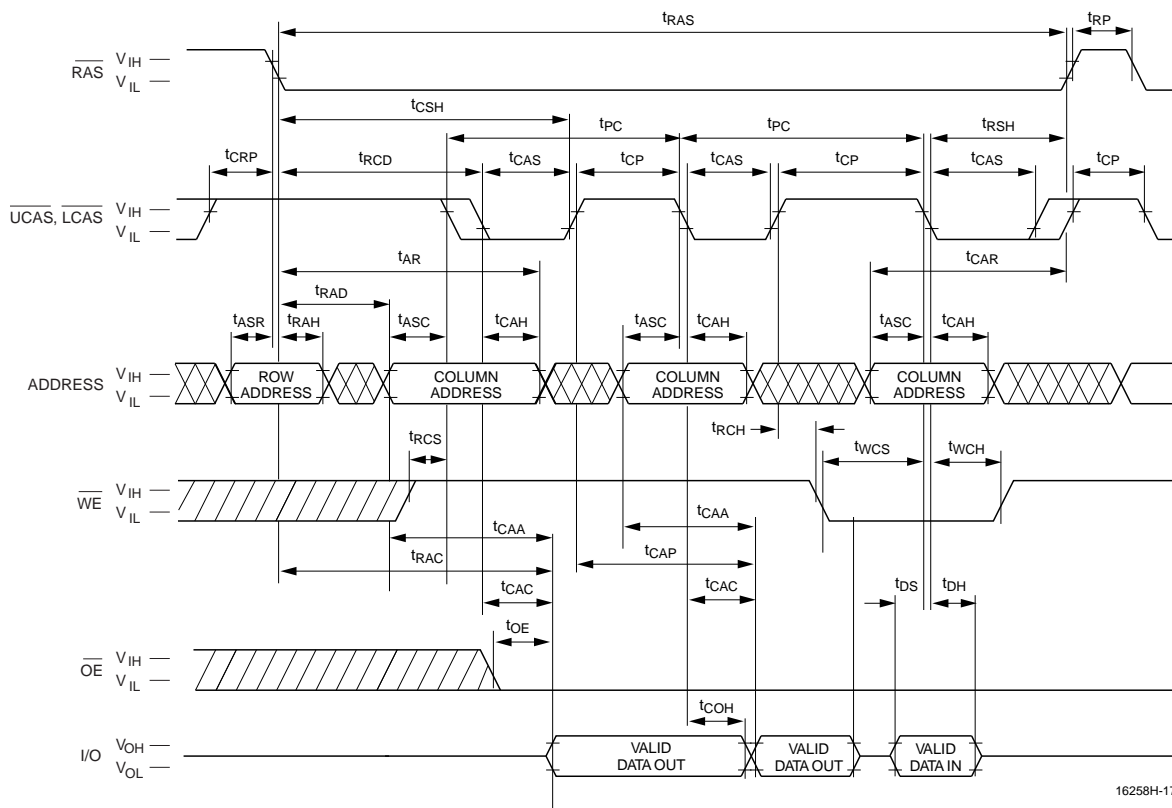 tRAS
tRP
RAS
VIH
VIL
tCSH
tPC
tPC
tRSH
tCRP
tRCD
tCAS
tCP
tCAS
tCP
tCAS
tCP
UCAS, LCAS
VIH
VIL
tAR
tCAR
tRAD
tASR
tRAH
tASC
tCAH
tASC
tCAH
tASC
tCAH
ADDRESS
VIH
VIL
ROW
ADDRESS
COLUMN
ADDRESS
COLUMN
ADDRESS
COLUMN
ADDRESS
tRCH
tRCS
tWCS
tWCH
WE
VIH
VIL
tCAA
tCAA
tRAC
tCAP
tCAC
tCAC
tDS
tDH
tOE
OE
VIH
VIL
tCOH
I/O
VOH
VOL
VALID
DATA OUT
VALID
DATA OUT
VALID
DATA IN